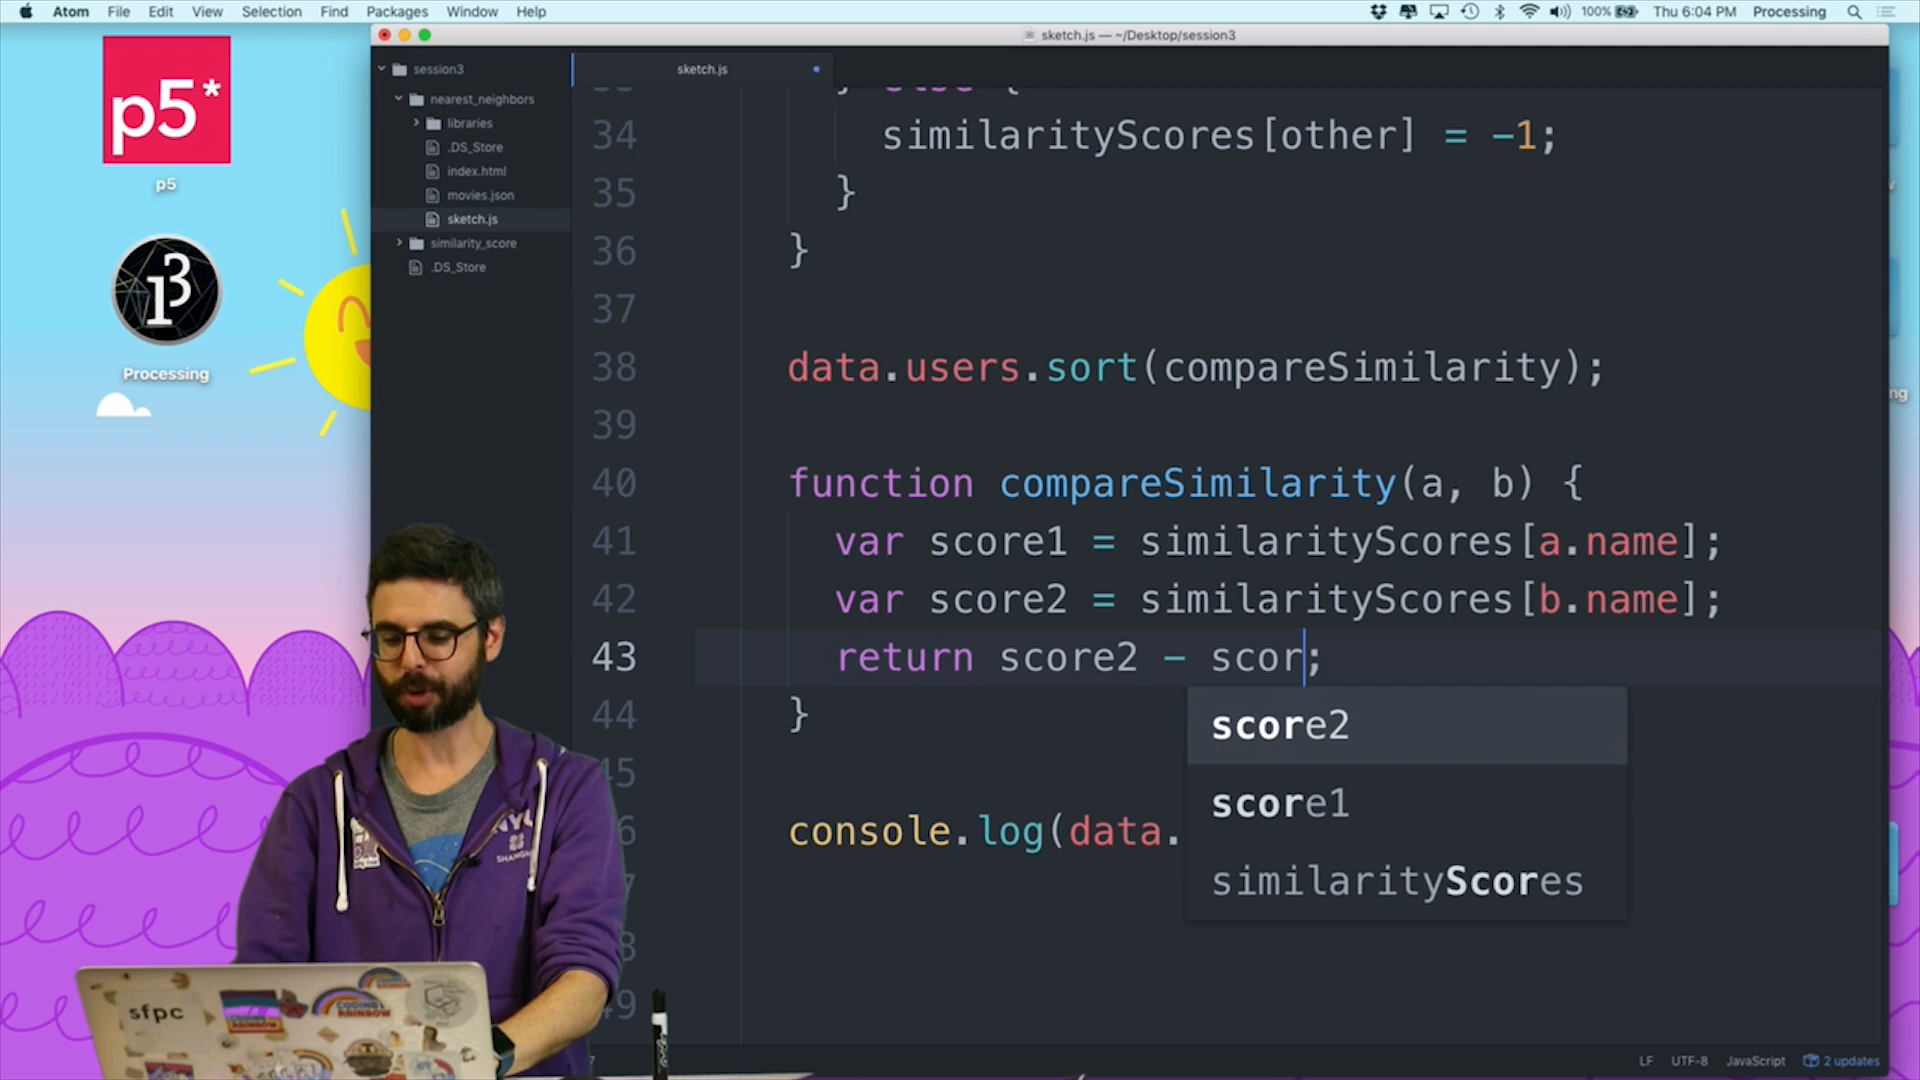 Atom File Edit View Selection Find Packages Window Help
100% Thu 6:04 PM Processing
sketch.js — ~/Desktop/session3
p5*
p5
Processing
session3
nearest_neighbors
libraries
.DS_Store
index.html
movies.json
sketch.js
similarity_score
.DS_Store
sketch.js
} else {
34 similarityScores[other] = -1;
35 }
36 }
37
38 data.users.sort(compareSimilarity);
39
40 function compareSimilarity(a, b) {
41 var score1 = similarityScores[a.name];
42 var score2 = similarityScores[b.name];
43 return score2 - scor;
44 }
score2
score1
similarityScores
console.log(data.
sfpc
CODING
RAINBOW
LF UTF-8 JavaScript 2 updates